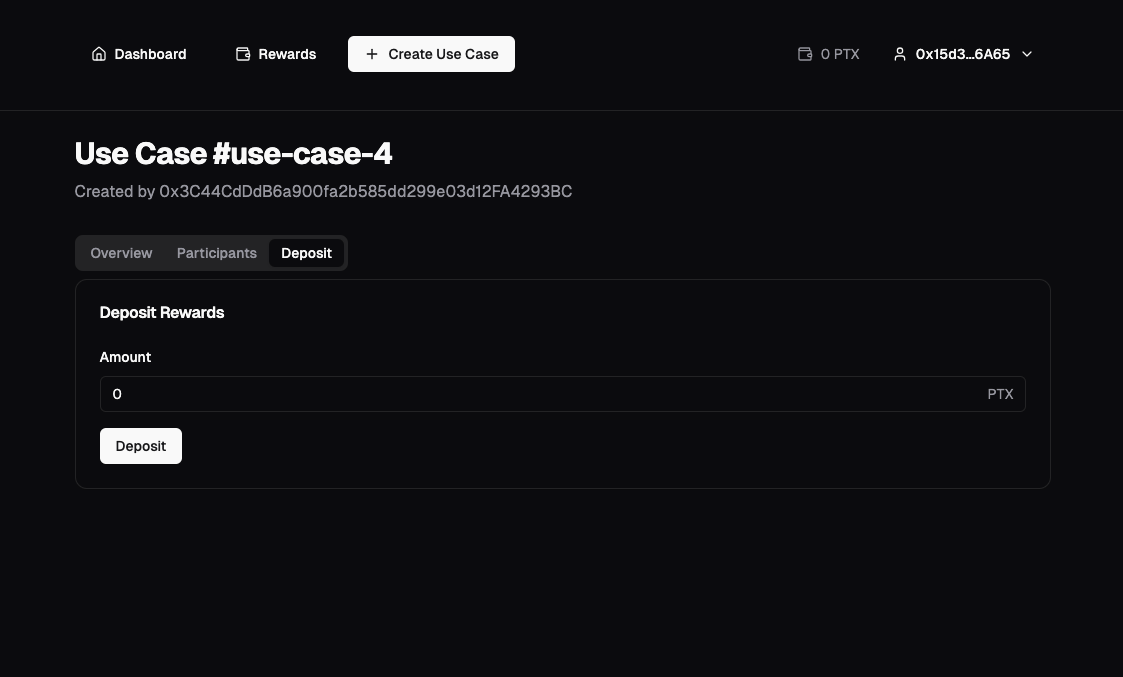 Dashboard Rewards + Create Use Case 0 PTX 0x15d3...6A65
Use Case #use-case-4
Created by 0x3C44CdDdB6a900fa2b585dd299e03d12FA4293BC
Overview Participants Deposit
Deposit Rewards
Amount
0 PTX
Deposit